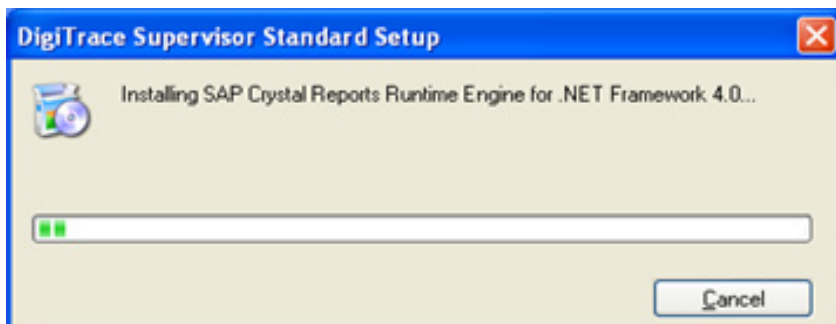 DigiTrace Supervisor Standard Setup
Installing SAP Crystal Reports Runtime Engine for .NET Framework 4.0...
Cancel